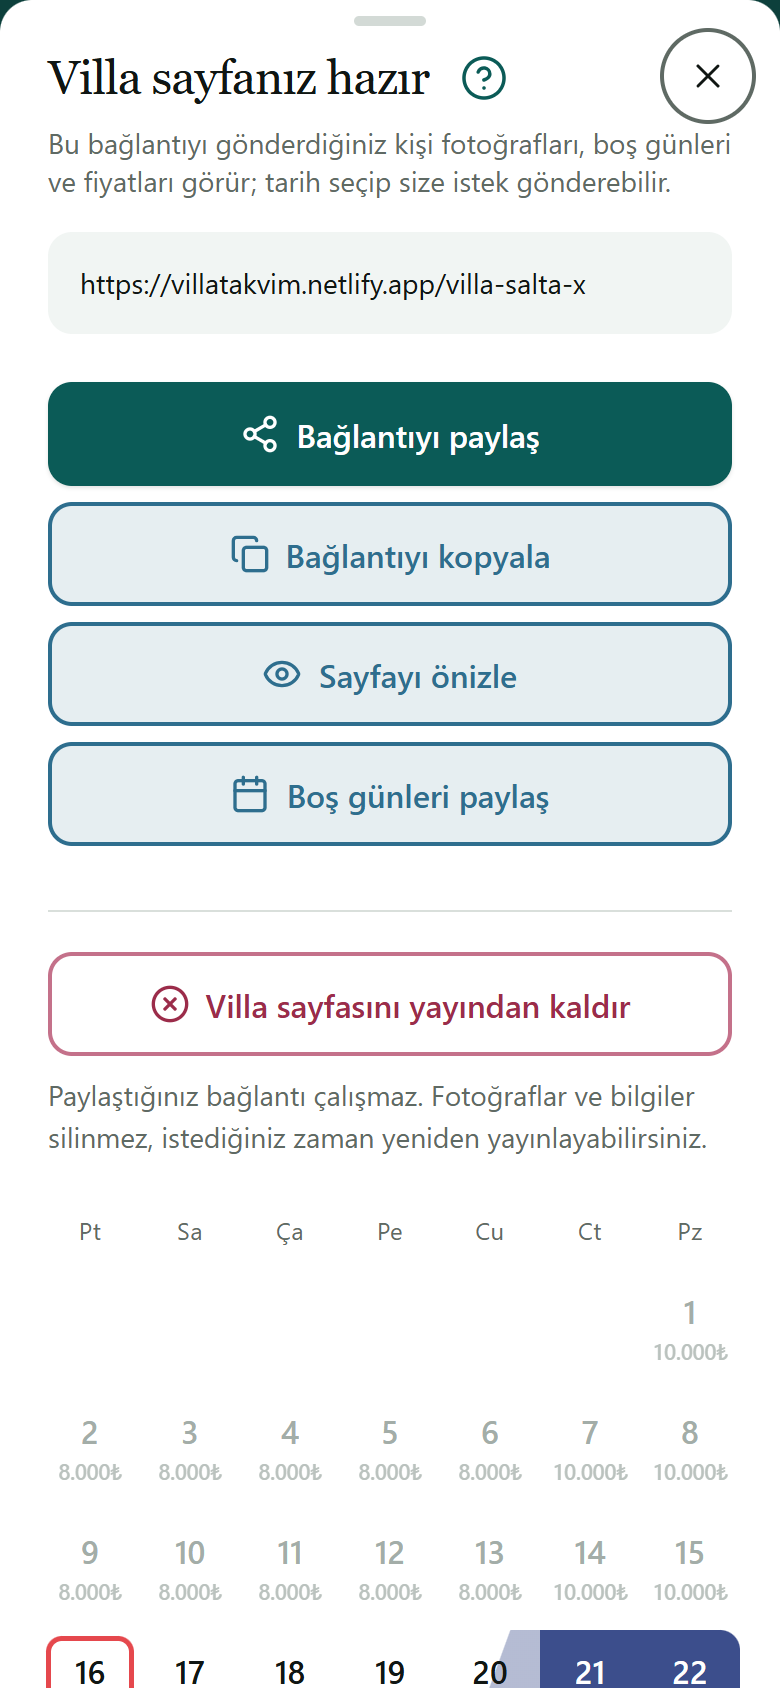 Villa sayfanız hazır
Bu bağlantıyı gönderdiğiniz kişi fotoğrafları, boş günleri
ve fiyatları görür; tarih seçip size istek gönderebilir.
https://villatakvim.netlify.app/villa-salta-x
Bağlantıyı paylaş
Bağlantıyı kopyala
Sayfayı önizle
Boş günleri paylaş
Villa sayfasını yayından kaldır
Paylaştığınız bağlantı çalışmaz. Fotoğraflar ve bilgiler
silinmez, istediğiniz zaman yeniden yayınlayabilirsiniz.
Pt Sa Ça Pe Cu Ct Pz
1
10.000₺
2 3 4 5 6 7 8
8.000₺ 8.000₺ 8.000₺ 8.000₺ 8.000₺ 10.000₺ 10.000₺
9 10 11 12 13 14 15
8.000₺ 8.000₺ 8.000₺ 8.000₺ 8.000₺ 10.000₺ 10.000₺
16 17 18 19 20 21 22